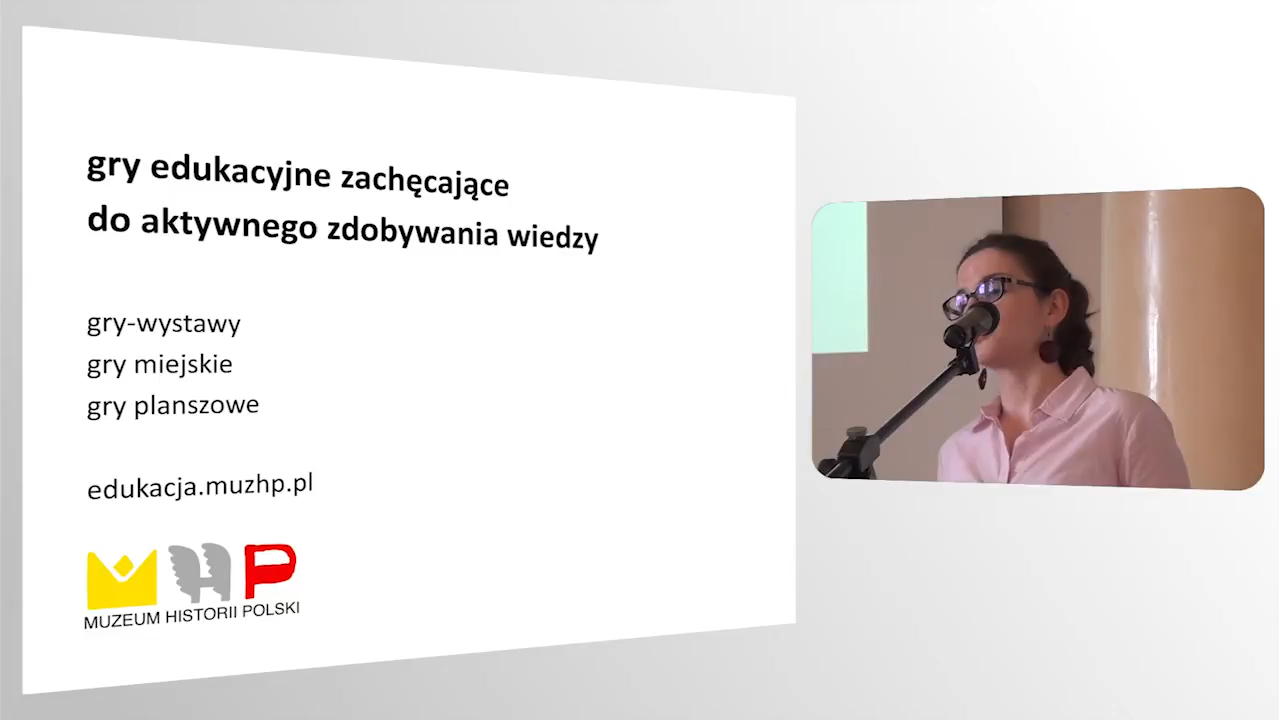 gry edukacyjne zachęcające
do aktywnego zdobywania wiedzy
gry-wystawy
gry miejskie
gry planszowe
edukacja.muzhp.pl
MHP
MUZEUM HISTORII POLSKI